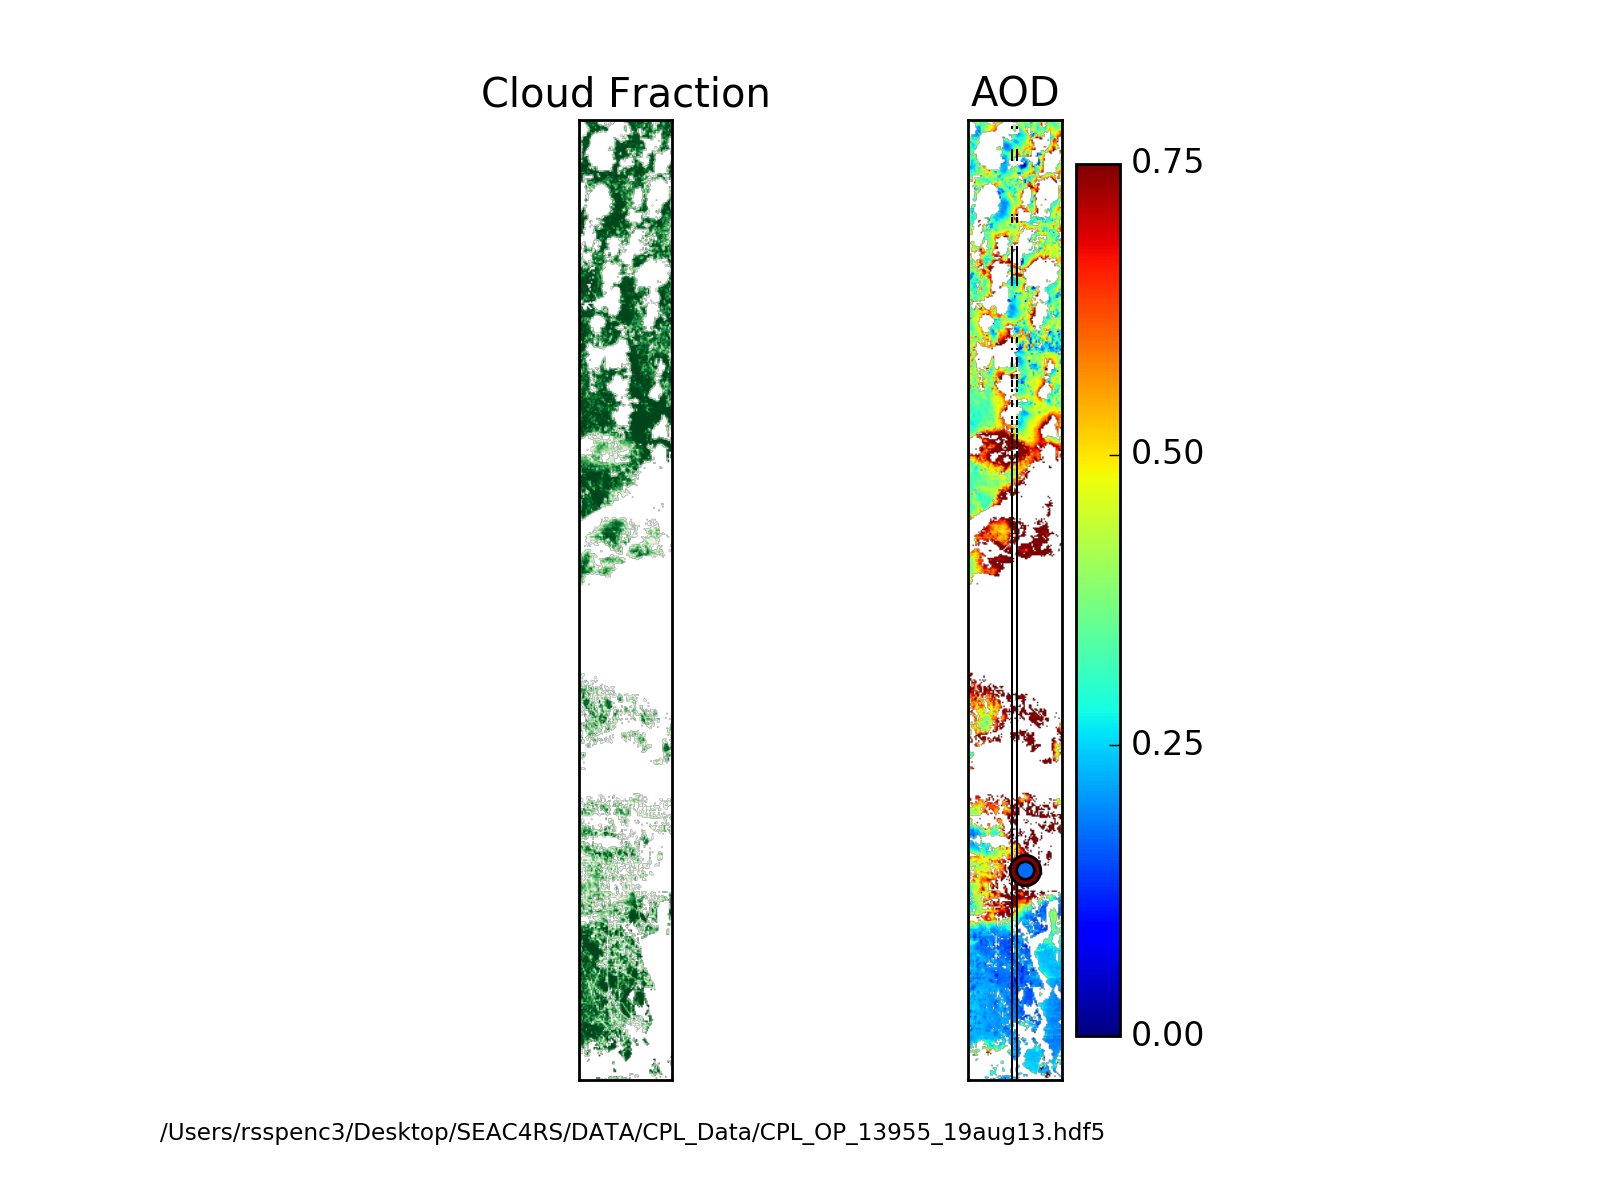 Cloud Fraction
AOD
0.75
0.50
0.25
0.00
/Users/rsspenc3/Desktop/SEAC4RS/DATA/CPL_Data/CPL_OP_13955_19aug13.hdf5